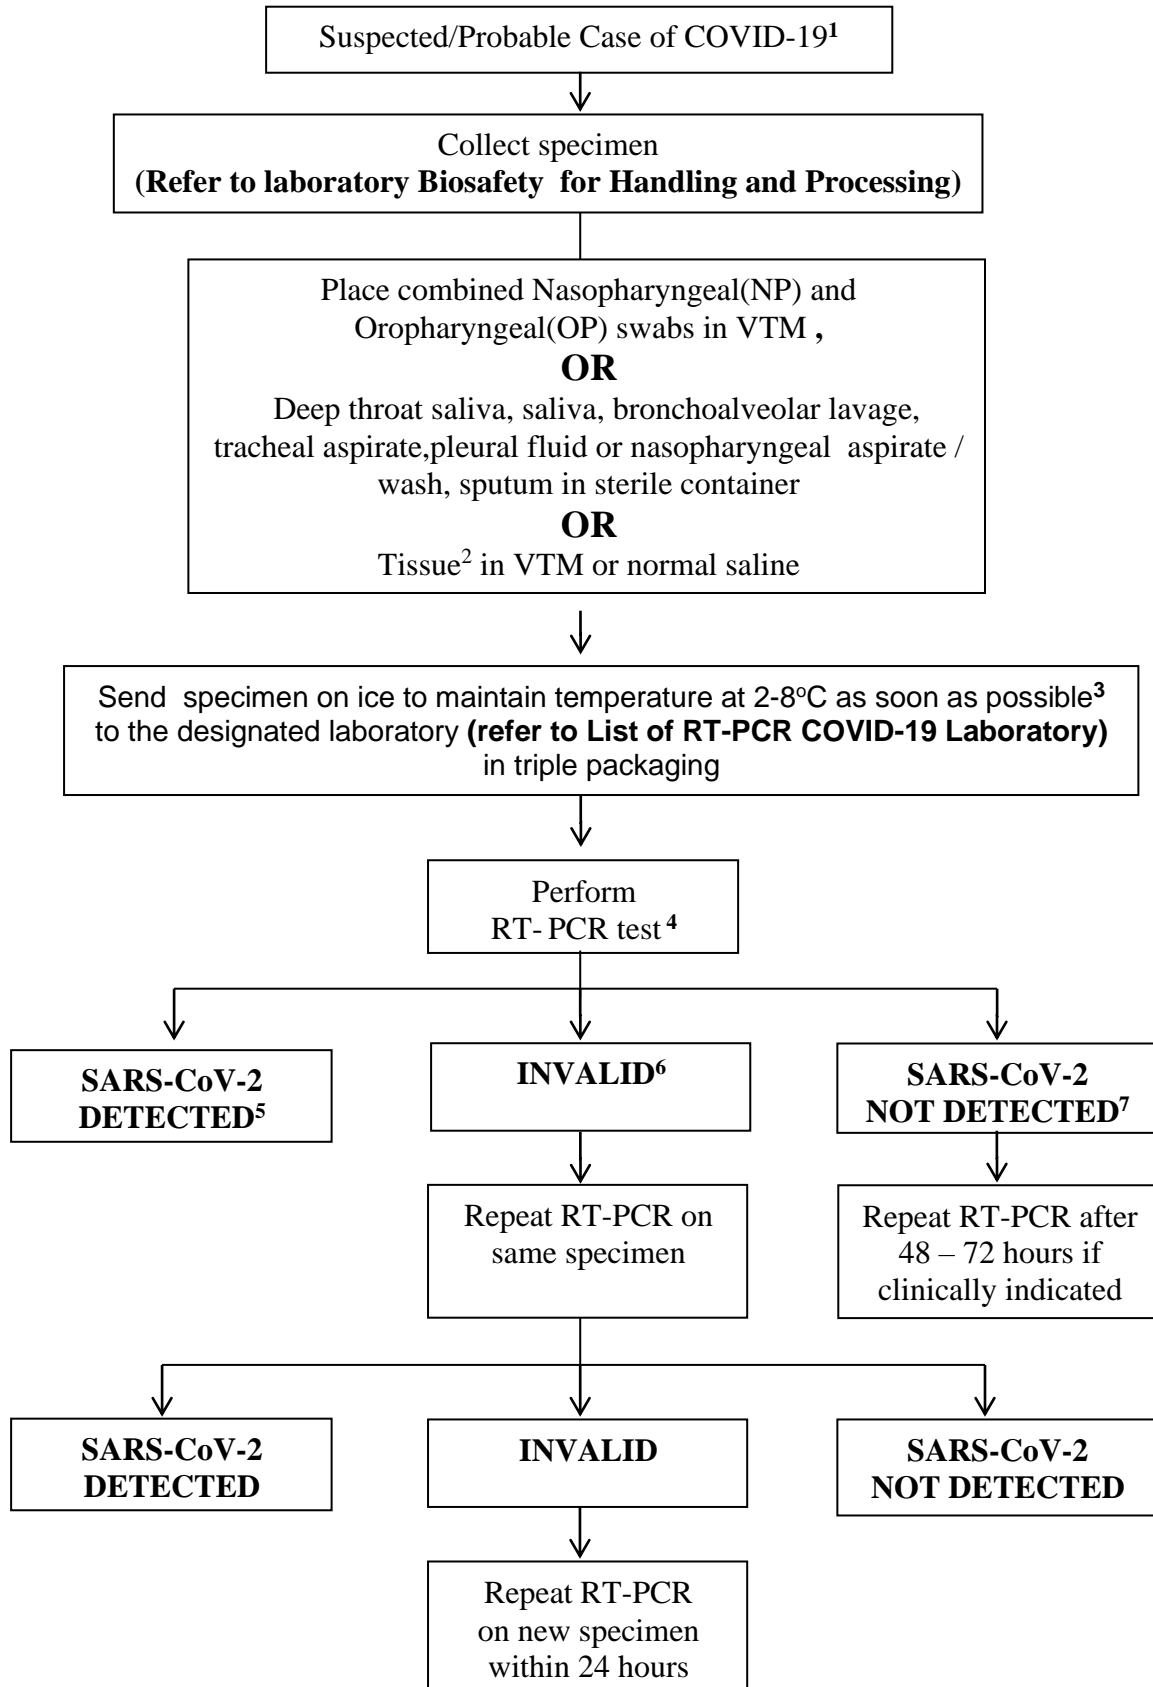 Suspected/Probable Case of COVID-19¹
Collect specimen
(Refer to laboratory Biosafety for Handling and Processing)
Place combined Nasopharyngeal(NP) and
Oropharyngeal(OP) swabs in VTM ,
OR
Deep throat saliva, saliva, bronchoalveolar lavage,
tracheal aspirate,pleural fluid or nasopharyngeal aspirate /
wash, sputum in sterile container
OR
Tissue² in VTM or normal saline
Send specimen on ice to maintain temperature at 2-8ºC as soon as possible³
to the designated laboratory (refer to List of RT-PCR COVID-19 Laboratory)
in triple packaging
Perform
RT- PCR test ⁴
SARS-CoV-2
DETECTED⁵
INVALID⁶
SARS-CoV-2
NOT DETECTED⁷
Repeat RT-PCR on
same specimen
Repeat RT-PCR after
48 – 72 hours if
clinically indicated
SARS-CoV-2
DETECTED
INVALID
SARS-CoV-2
NOT DETECTED
Repeat RT-PCR
on new specimen
within 24 hours